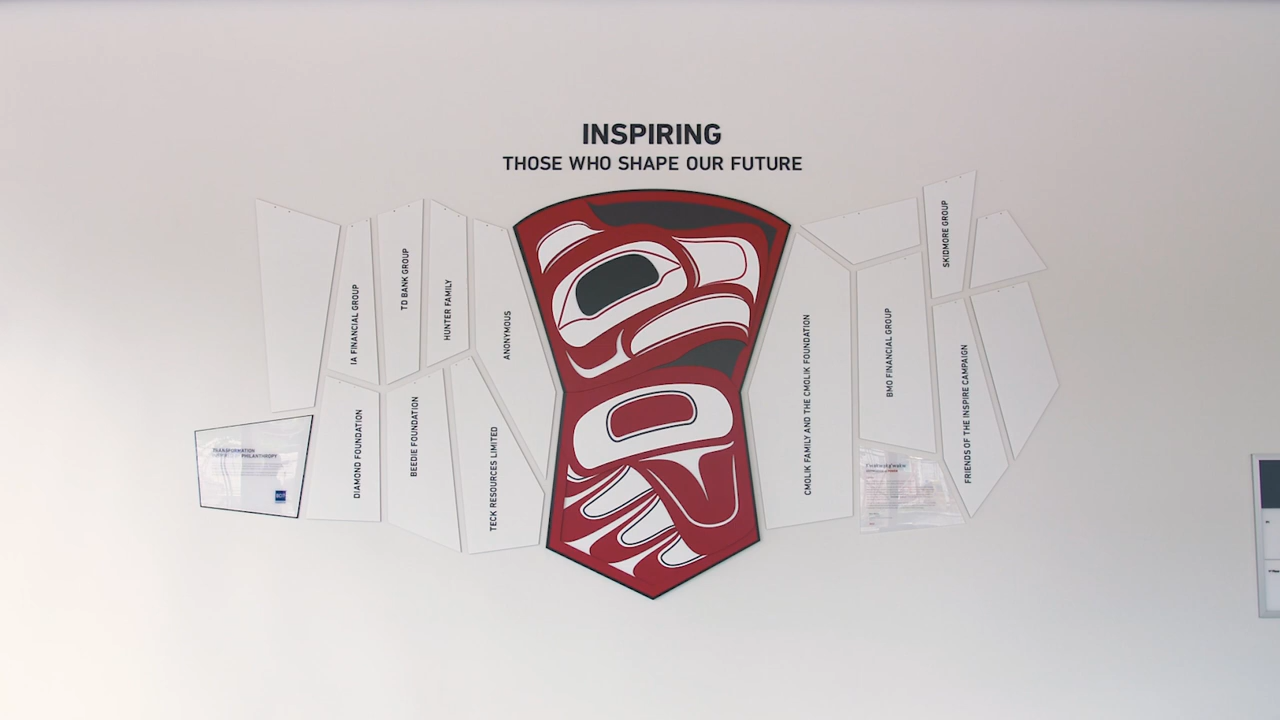 INSPIRING
THOSE WHO SHAPE OUR FUTURE
IA FINANCIAL GROUP
TD BANK GROUP
HUNTER FAMILY
ANONYMOUS
DIAMOND FOUNDATION
BEEDIE FOUNDATION
TECK RESOURCES LIMITED
CMOLIK FAMILY AND THE CMOLIK FOUNDATION
BMO FINANCIAL GROUP
SKIDMORE GROUP
FRIENDS OF THE INSPIRE CAMPAIGN
PHILANTHROPY